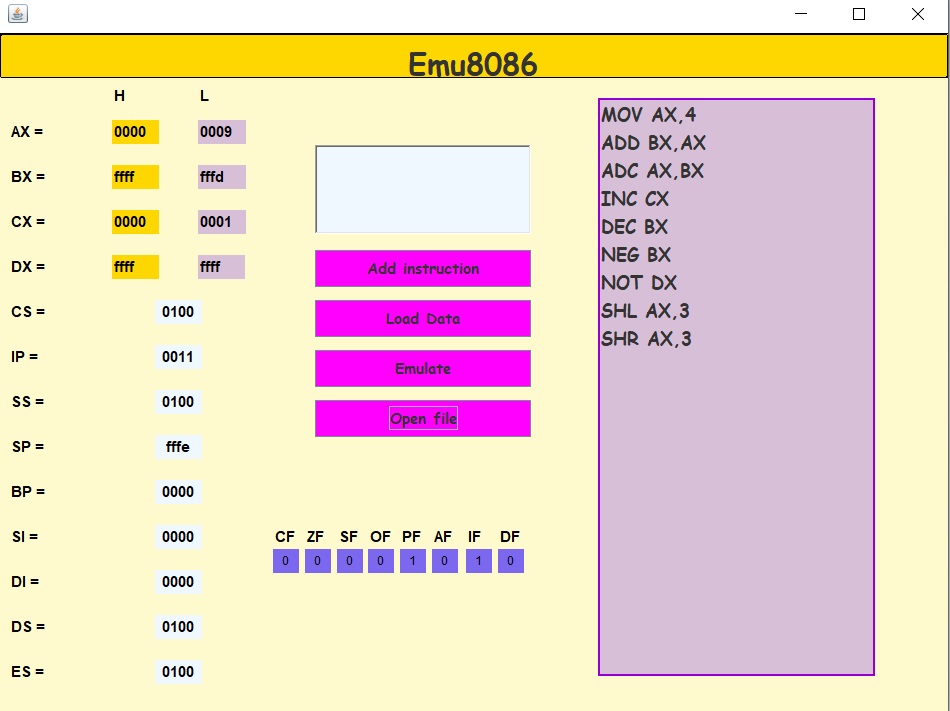 Emu8086
H L
AX = 0000 0009
BX = ffff fffd
CX = 0000 0001
DX = ffff ffff
CS = 0100
IP = 0011
SS = 0100
SP = fffe
BP = 0000
SI = 0000
DI = 0000
DS = 0100
ES = 0100
Add instruction
Load Data
Emulate
Open file
CF ZF SF OF PF AF IF DF
0 0 0 0 1 0 1 0
MOV AX,4
ADD BX,AX
ADC AX,BX
INC CX
DEC BX
NEG BX
NOT DX
SHL AX,3
SHR AX,3